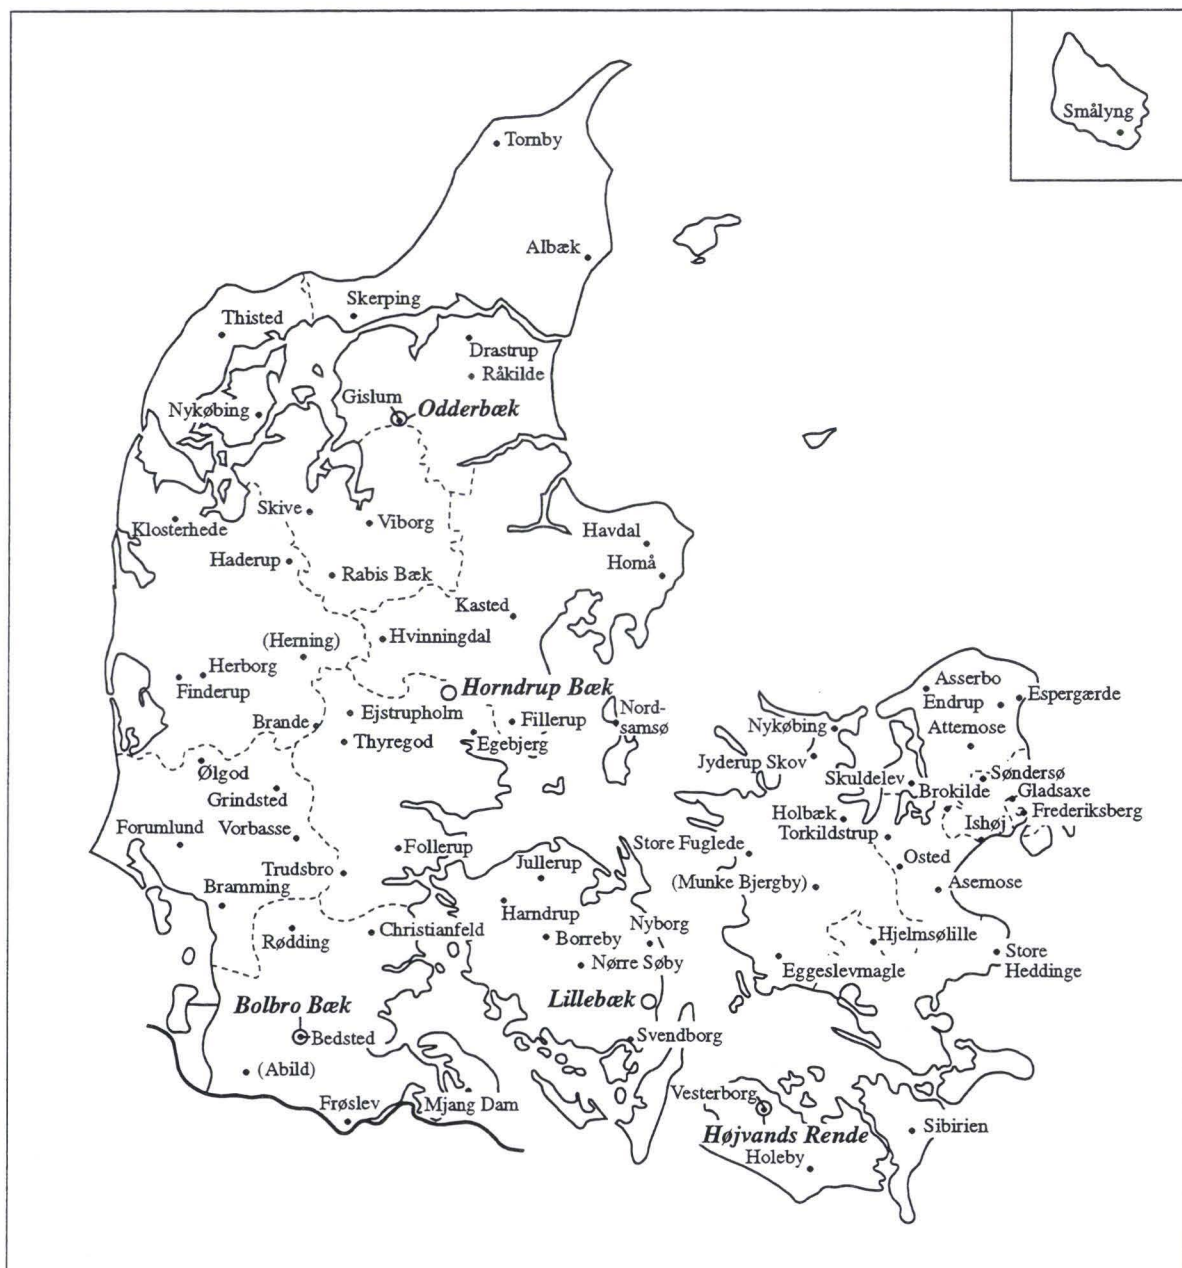 Smålyng
Tornby
Albæk
Skerping
Thisted
Drastrup
Råkilde
Gislum
Odderbæk
Nykøbing
Skive
Viborg
Klosterhede
Havdal
Haderup
Homå
Rabis Bæk
Kasted
(Herning)
Hvinningdal
Herborg
Finderup
Horndrup Bæk
Asserbo
Endrup
Espergærde
Brande
Ejstrupholm
Fillerup
Nord-
samsø
Nykøbing
Attemose
Thyregod
Egebjerg
Jyderup Skov
Ølgod
Skuldelev
Søndersø
Grindsted
Brokilde
Gladsaxe
Holbæk
Frederiksberg
Forumlund
Vorbasse
Torkildstrup
Ishøj
Follerup
Store Fuglede
Jullerup
Osted
Trudsbro
(Munke Bjergby)
Asemose
Bramming
Harndrup
Nyborg
Rødding
Christianfeld
Borreby
Hjelmsølille
Store
Heddinge
Nørre Søby
Eggeslevmagle
Bolbro Bæk
Lillebæk
Bedsted
Svendborg
(Abild)
Vesterborg
Frøslev
Mjang Dam
Højvands Rende
Sibirien
Holeby